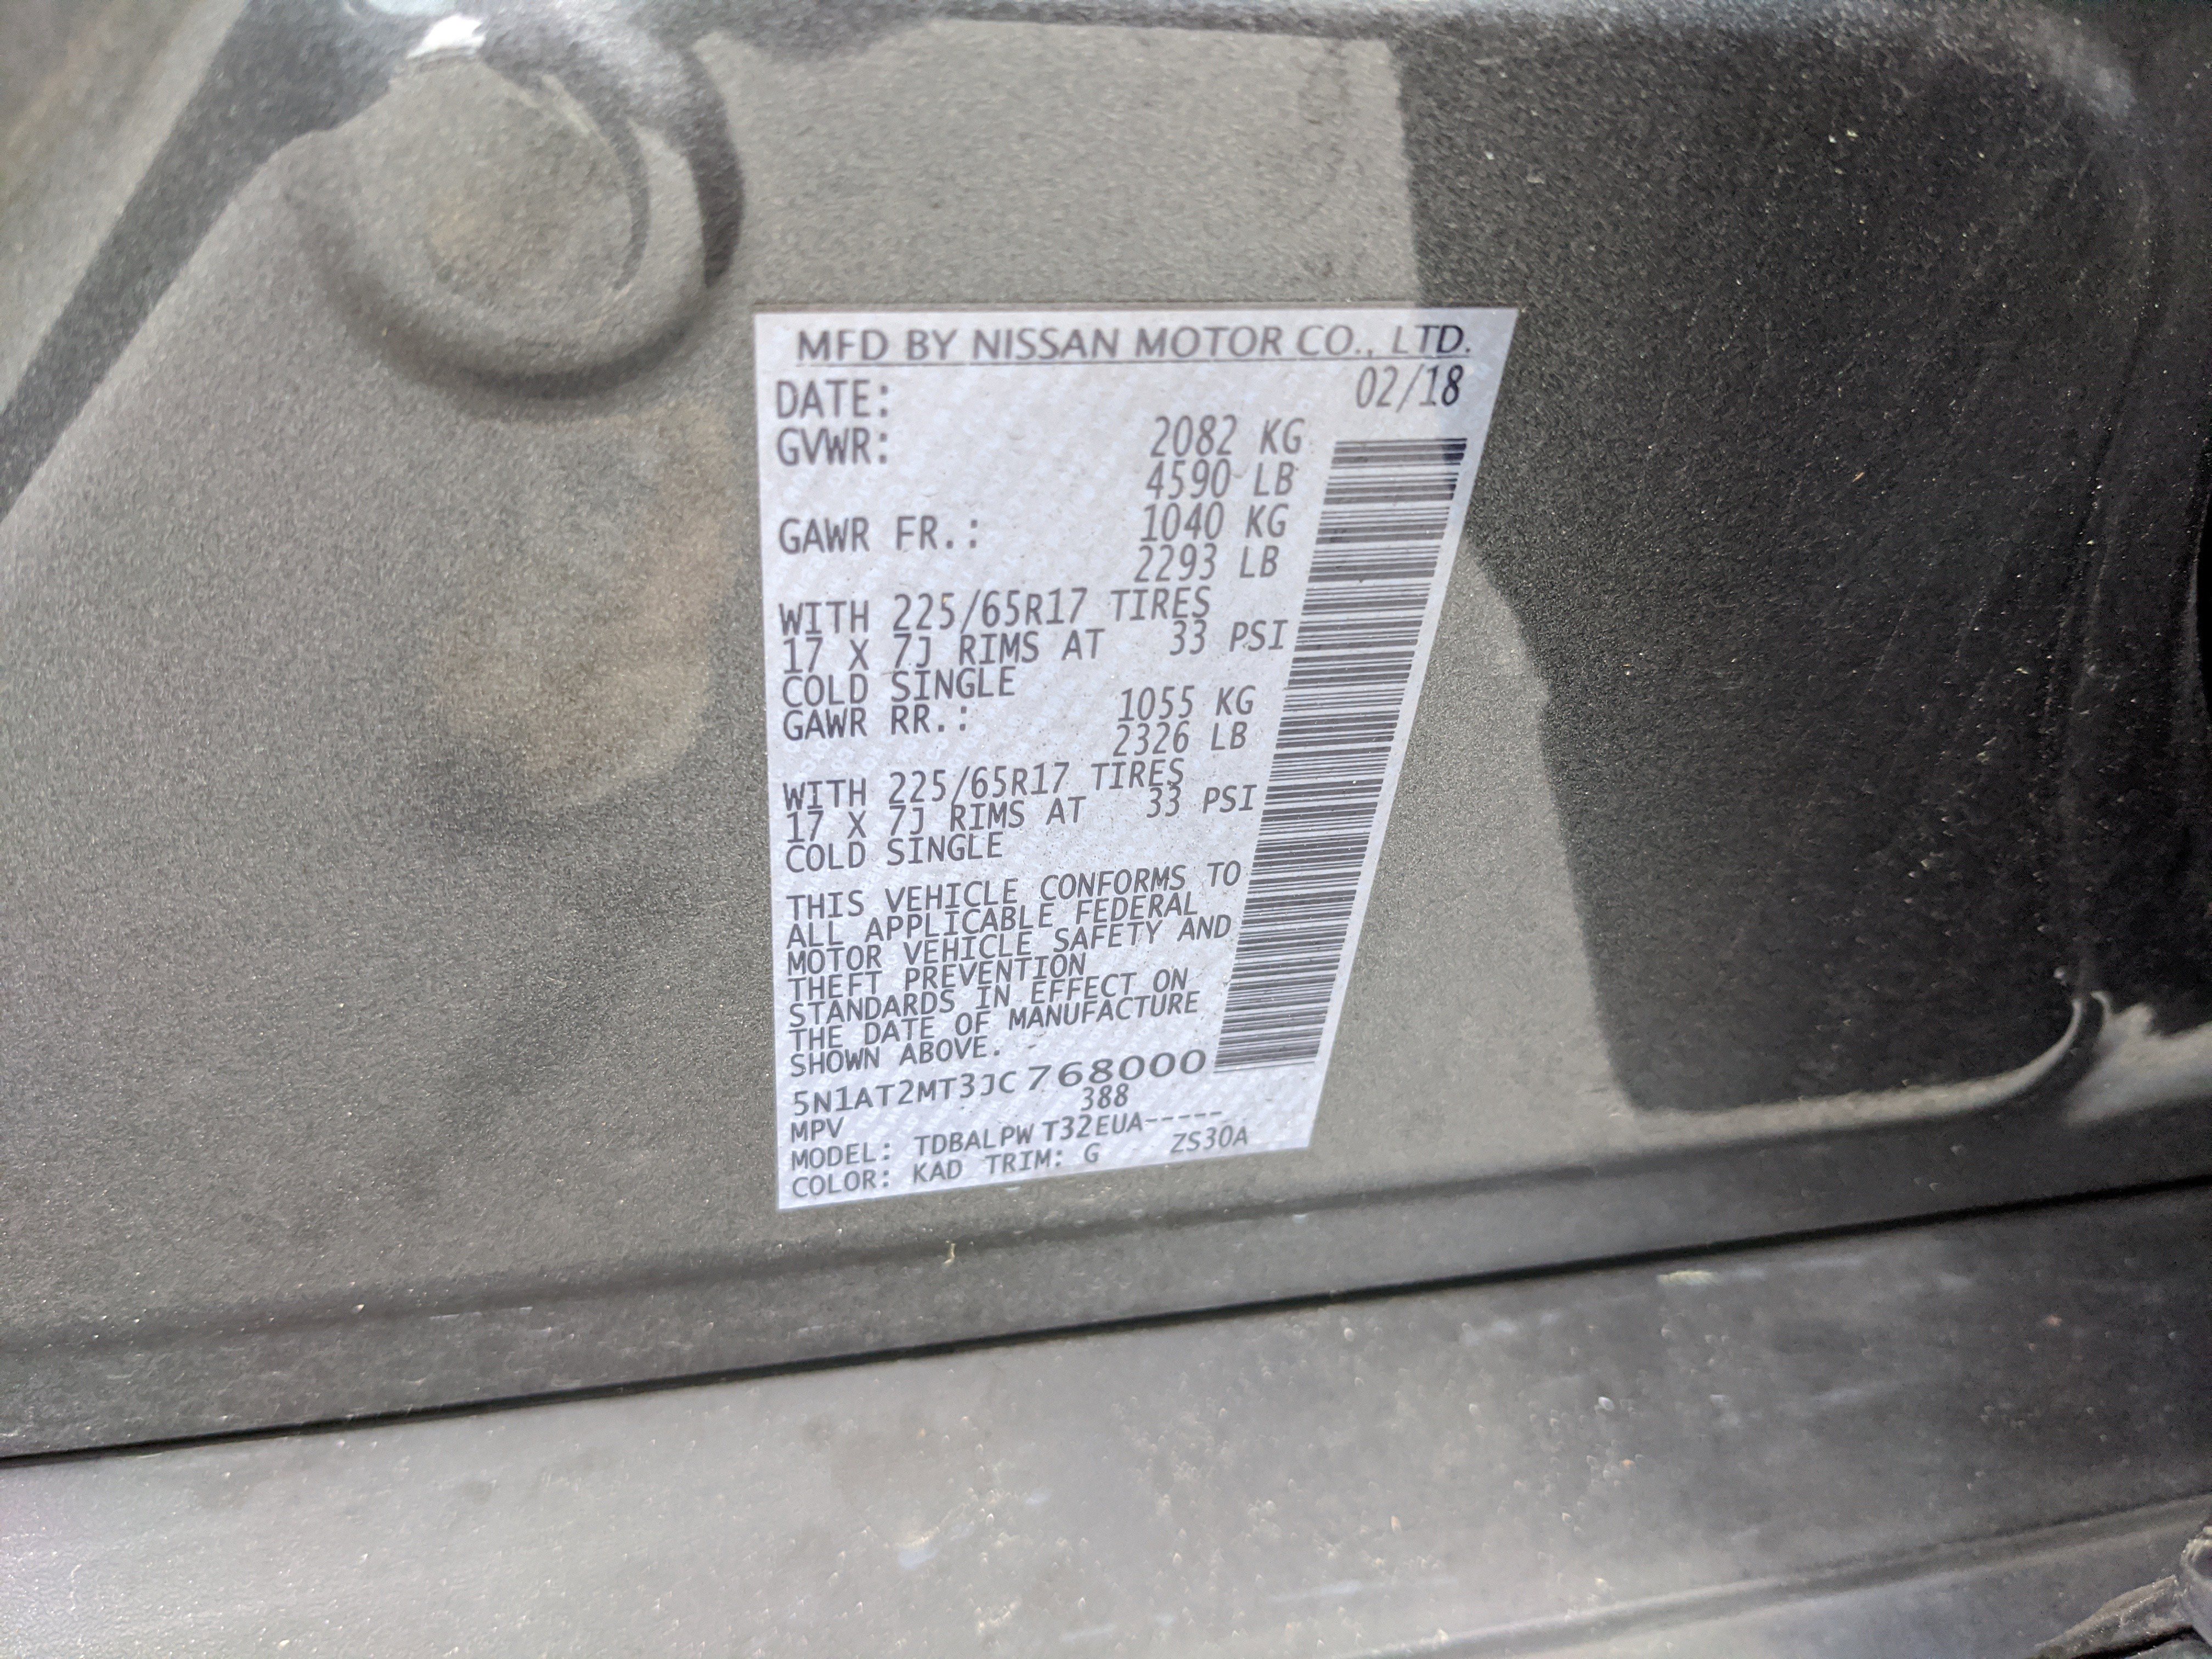 MFD BY NISSAN MOTOR CO., LTD.
DATE: 02/18
GVWR: 2082 KG
4590 LB
GAWR FR.: 1040 KG
2293 LB
WITH 225/65R17 TIRES
17 X 7J RIMS AT 33 PSI
COLD SINGLE
GAWR RR.: 1055 KG
2326 LB
WITH 225/65R17 TIRES
17 X 7J RIMS AT 33 PSI
COLD SINGLE
THIS VEHICLE CONFORMS TO
ALL APPLICABLE FEDERAL
MOTOR VEHICLE SAFETY AND
THEFT PREVENTION
STANDARDS IN EFFECT ON
THE DATE OF MANUFACTURE
SHOWN ABOVE.
5N1AT2MT3JC768000
MPV 388
MODEL: TDBALPW T32EUA-----
COLOR: KAD TRIM: G ZS30A